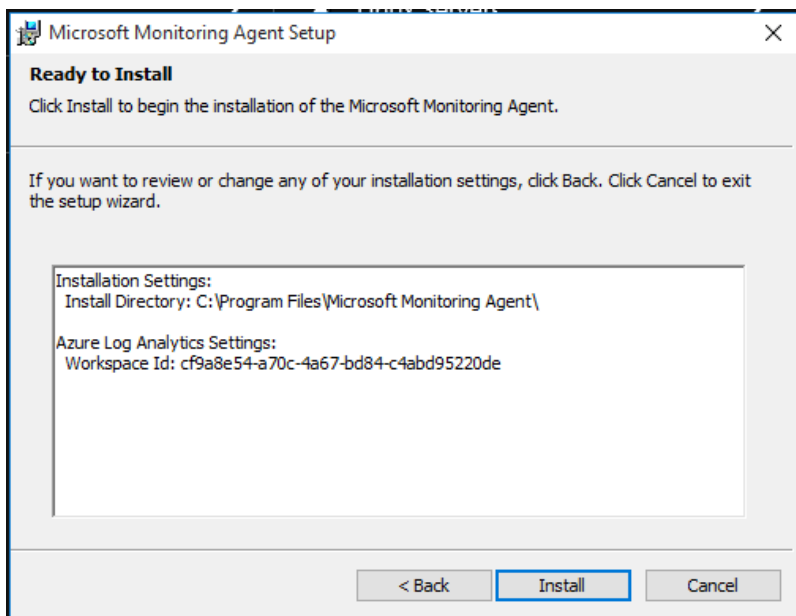 Microsoft Monitoring Agent Setup
Ready to Install
Click Install to begin the installation of the Microsoft Monitoring Agent.
If you want to review or change any of your installation settings, click Back. Click Cancel to exit
the setup wizard.
Installation Settings:
Install Directory: C:\Program Files\Microsoft Monitoring Agent\
Azure Log Analytics Settings:
Workspace Id: cf9a8e54-a70c-4a67-bd84-c4abd95220de
< Back
Install
Cancel